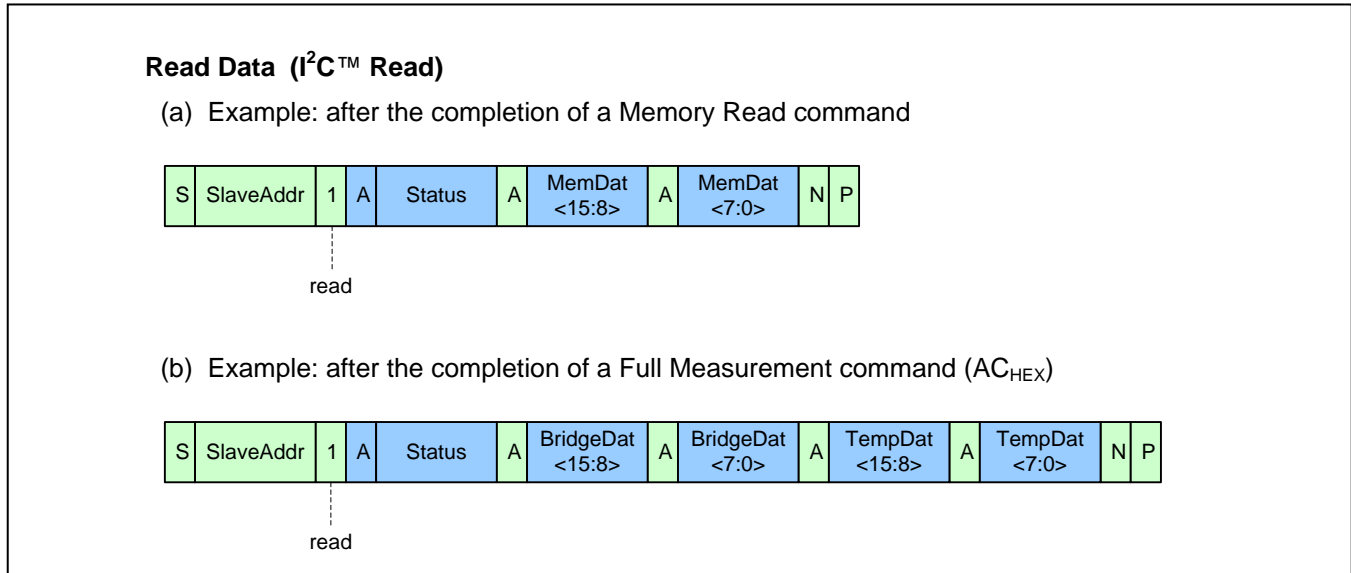 Read Data (I²C™ Read)
(a) Example: after the completion of a Memory Read command
S SlaveAddr 1 A Status A MemDat <15:8> A MemDat <7:0> N P
read
(b) Example: after the completion of a Full Measurement command (AC_HEX)
S SlaveAddr 1 A Status A BridgeDat <15:8> A BridgeDat <7:0> A TempDat <15:8> A TempDat <7:0> N P
read